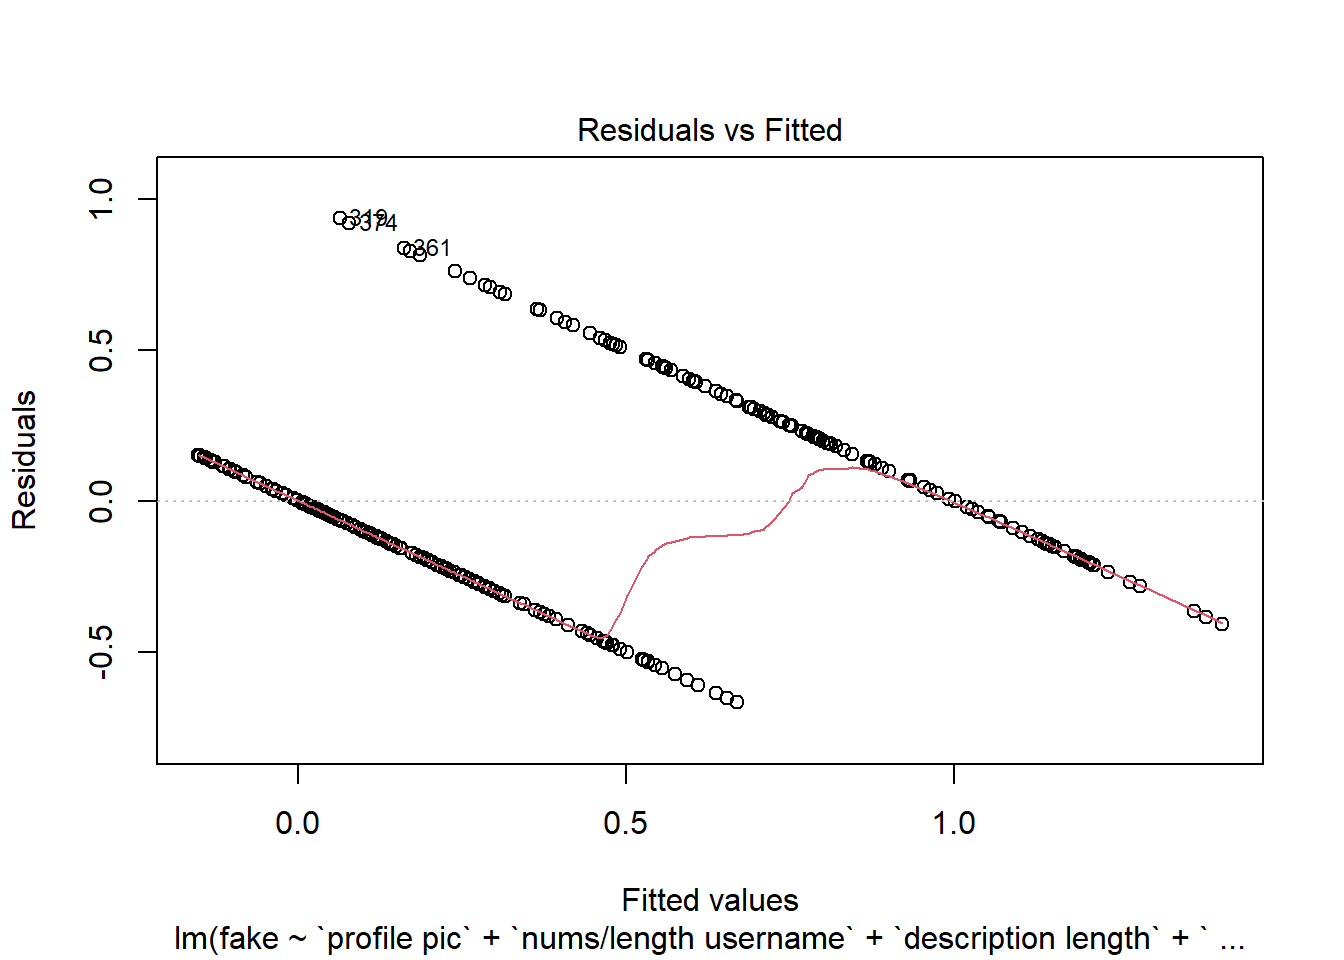 Residuals vs Fitted
Residuals
1.0
0.5
0.0
-0.5
319
374
361
0.0 0.5 1.0
Fitted values
lm(fake ~ `profile pic` + `nums/length username` + `description length` + ` ...